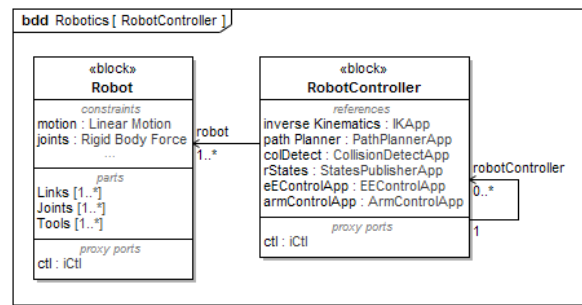 bdd Robotics [ RobotController ]
«block»
Robot
constraints
motion : Linear Motion
joints : Rigid Body Force
...
parts
Links [1..*]
Joints [1..*]
Tools [1..*]
proxy ports
ctl : iCtl
robot
1..*
«block»
RobotController
references
inverse Kinematics : IKApp
path Planner : PathPlannerApp
colDetect : CollisionDetectApp
rStates : StatesPublisherApp
eEControlApp : EEControlApp
armControlApp : ArmControlApp
proxy ports
ctl : iCtl
robotController
0..*
1